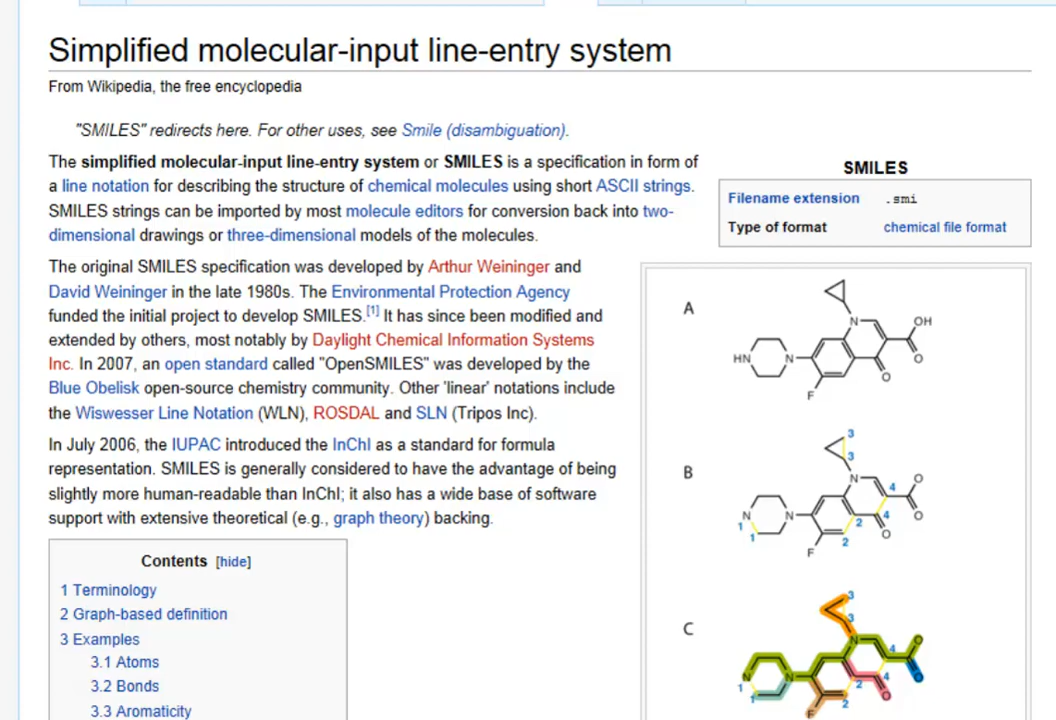 Simplified molecular-input line-entry system
From Wikipedia, the free encyclopedia
"SMILES" redirects here. For other uses, see Smile (disambiguation).
The simplified molecular-input line-entry system or SMILES is a specification in form of
a line notation for describing the structure of chemical molecules using short ASCII strings.
SMILES strings can be imported by most molecule editors for conversion back into two-
dimensional drawings or three-dimensional models of the molecules.
The original SMILES specification was developed by Arthur Weininger and
David Weininger in the late 1980s. The Environmental Protection Agency
funded the initial project to develop SMILES.[1] It has since been modified and
extended by others, most notably by Daylight Chemical Information Systems
Inc. In 2007, an open standard called "OpenSMILES" was developed by the
Blue Obelisk open-source chemistry community. Other 'linear' notations include
the Wiswesser Line Notation (WLN), ROSDAL and SLN (Tripos Inc).
In July 2006, the IUPAC introduced the InChI as a standard for formula
representation. SMILES is generally considered to have the advantage of being
slightly more human-readable than InChI; it also has a wide base of software
support with extensive theoretical (e.g., graph theory) backing.
Contents [hide]
1 Terminology
2 Graph-based definition
3 Examples
3.1 Atoms
3.2 Bonds
3.3 Aromaticity
SMILES
Filename extension .smi
Type of format chemical file format
A
N OH
HN N O
O
F
B
3
3
N 4 O
N N 4 O
1 2 O
1 2
F
C
3
3
N 4 O
N N 4 O
1 2 O
1 2
F